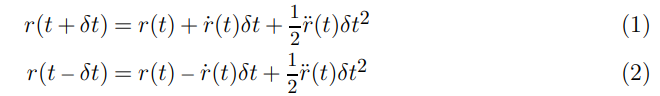 r(t + δt) = r(t) + ṙ(t)δt + ½r̈(t)δt² (1)
r(t − δt) = r(t) − ṙ(t)δt + ½r̈(t)δt² (2)